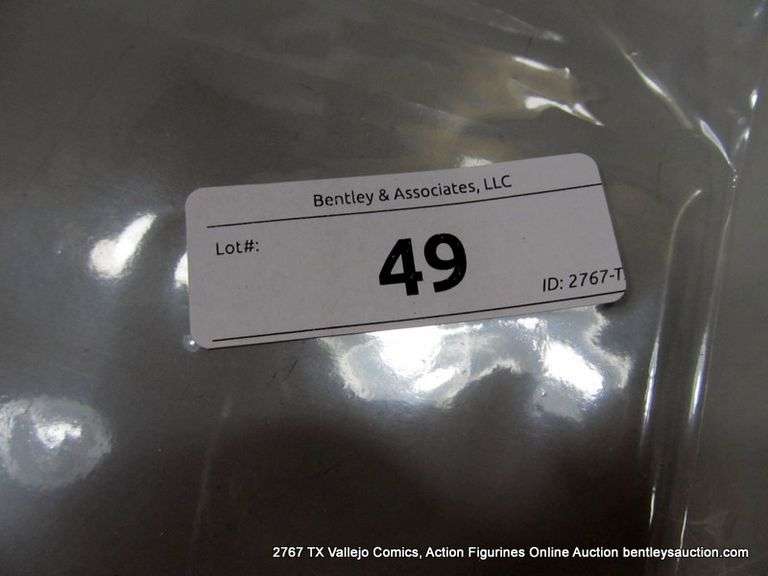 Bentley & Associates, LLC
Lot#:
49
ID: 2767-T
2767 TX Vallejo Comics, Action Figurines Online Auction bentleysauction.com